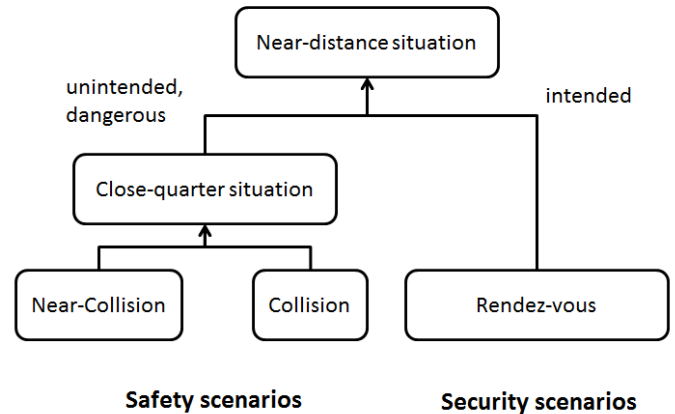 Near-distance situation
unintended,
dangerous
intended
Close-quarter situation
Near-Collision
Collision
Rendez-vous
Safety scenarios
Security scenarios